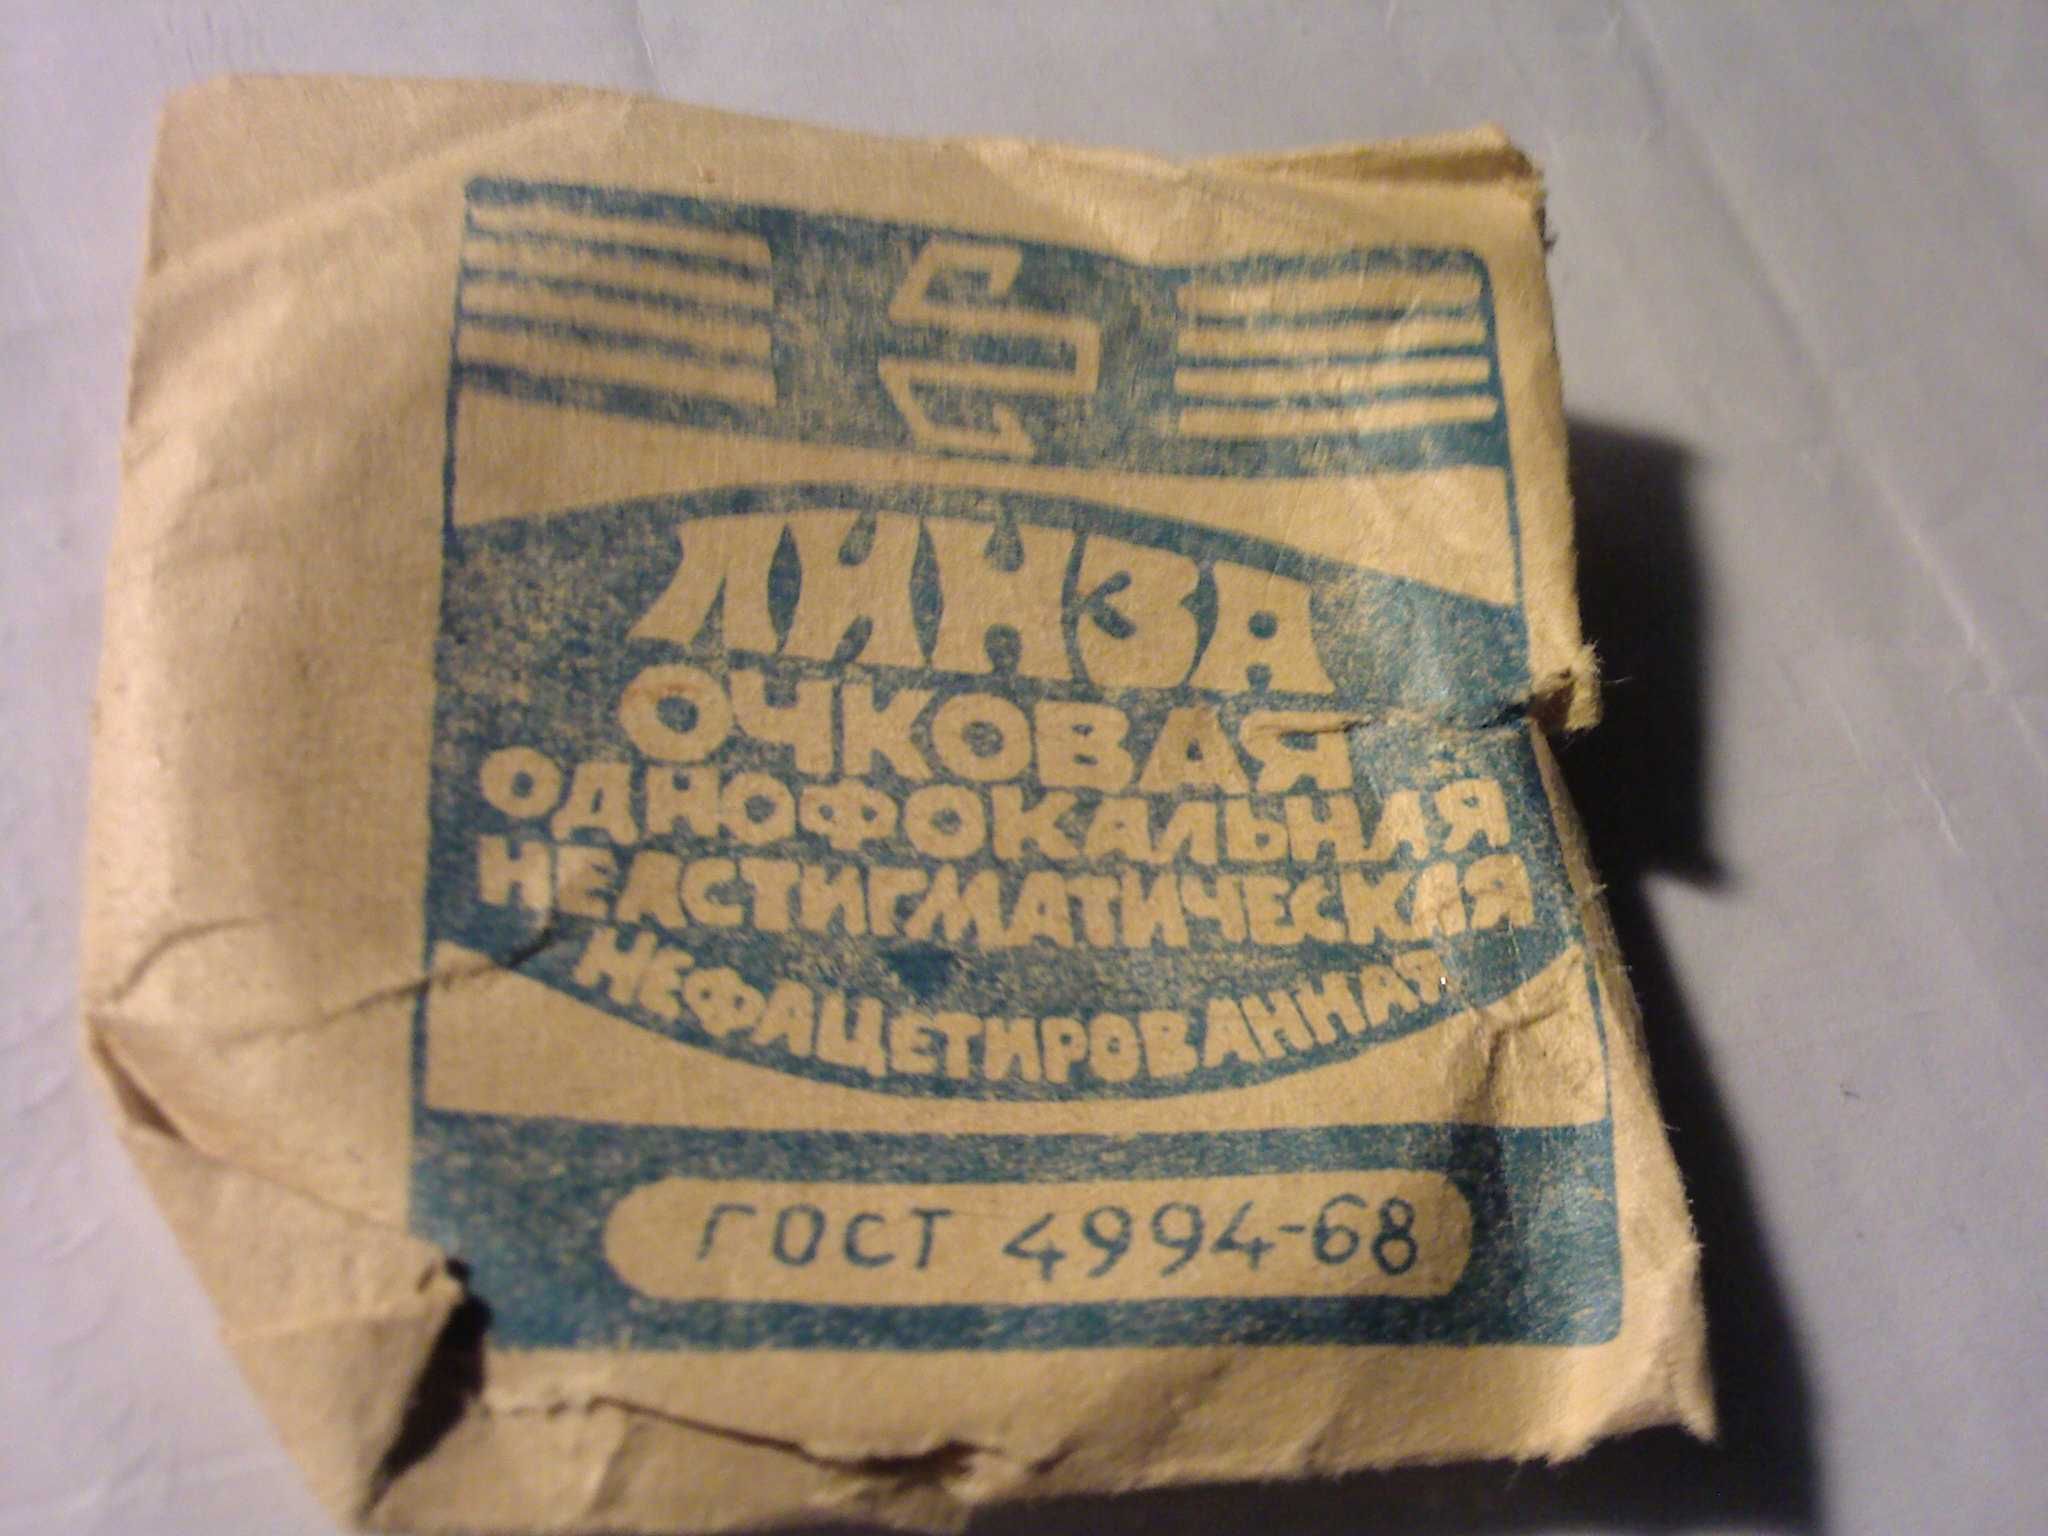 ЛИНЗА
ОЧКОВАЯ
ОДНОФОКАЛЬНАЯ
НЕАСТИГМАТИЧЕСКАЯ
НЕФАЦЕТИРОВАННАЯ
ГОСТ 4994-68